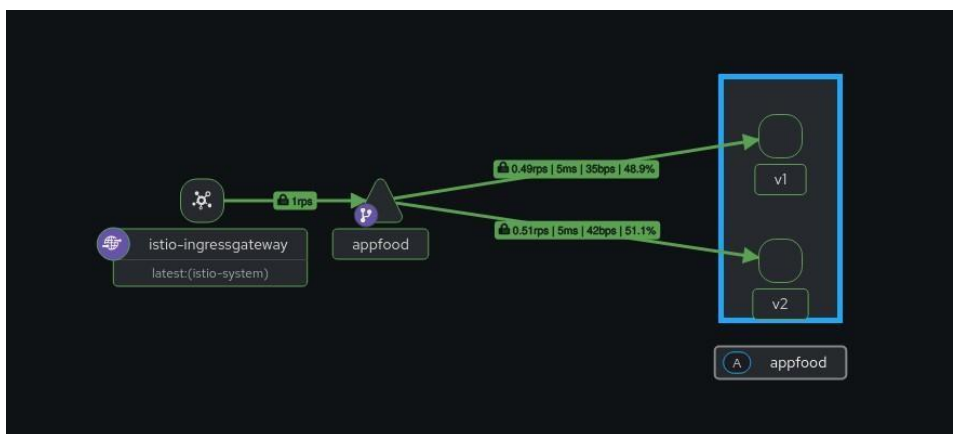 0.49rps | 5ms | 35bps | 48.9%
v1
1rps
istio-ingressgateway
latest:(istio-system)
appfood
0.51rps | 5ms | 42bps | 51.1%
v2
A appfood